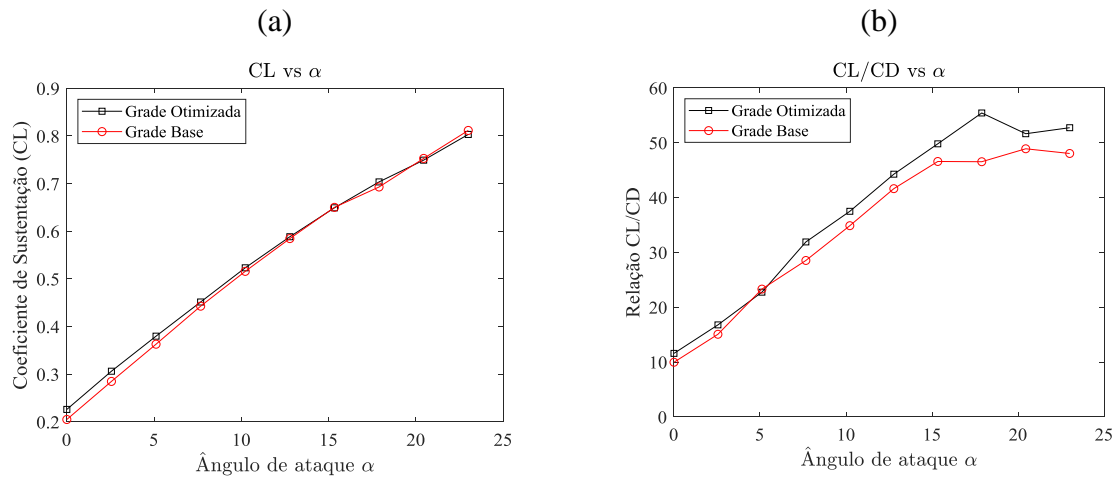 (a)
CL vs α
Coeficiente de Sustentação (CL)
0.9
0.8
0.7
0.6
0.5
0.4
0.3
0.2
Grade Otimizada
Grade Base
0 5 10 15 20 25
Ângulo de ataque α
(b)
CL/CD vs α
Relação CL/CD
60
50
40
30
20
10
0
Grade Otimizada
Grade Base
0 5 10 15 20 25
Ângulo de ataque α